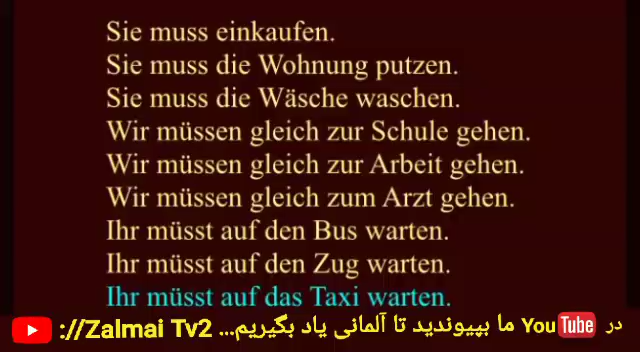 Sie muss einkaufen.
Sie muss die Wohnung putzen.
Sie muss die Wäsche waschen.
Wir müssen gleich zur Schule gehen.
Wir müssen gleich zur Arbeit gehen.
Wir müssen gleich zum Arzt gehen.
Ihr müsst auf den Bus warten.
Ihr müsst auf den Zug warten.
Ihr müsst auf das Taxi warten.
در YouTube ما بپیوندید تا آلمانی یاد بگیریم... Zalmai Tv2//: